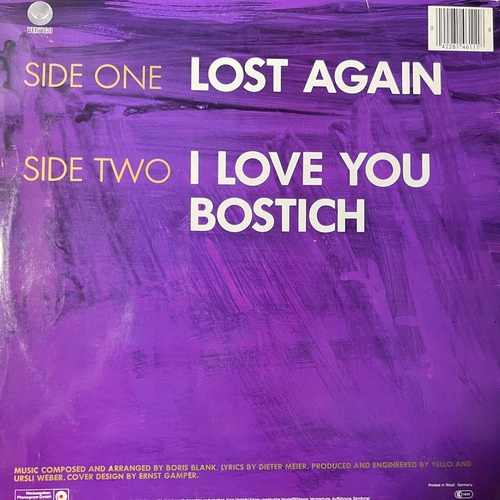 SIDE ONE LOST AGAIN
SIDE TWO I LOVE YOU
BOSTICH
MUSIC COMPOSED AND ARRANGED BY BORIS BLANK. LYRICS BY DIETER MEIER. PRODUCED AND ENGINEERED BY YELLO AND
URSLI WEBER. COVER DESIGN BY ERNST GAMPER.
Printed in West Germany